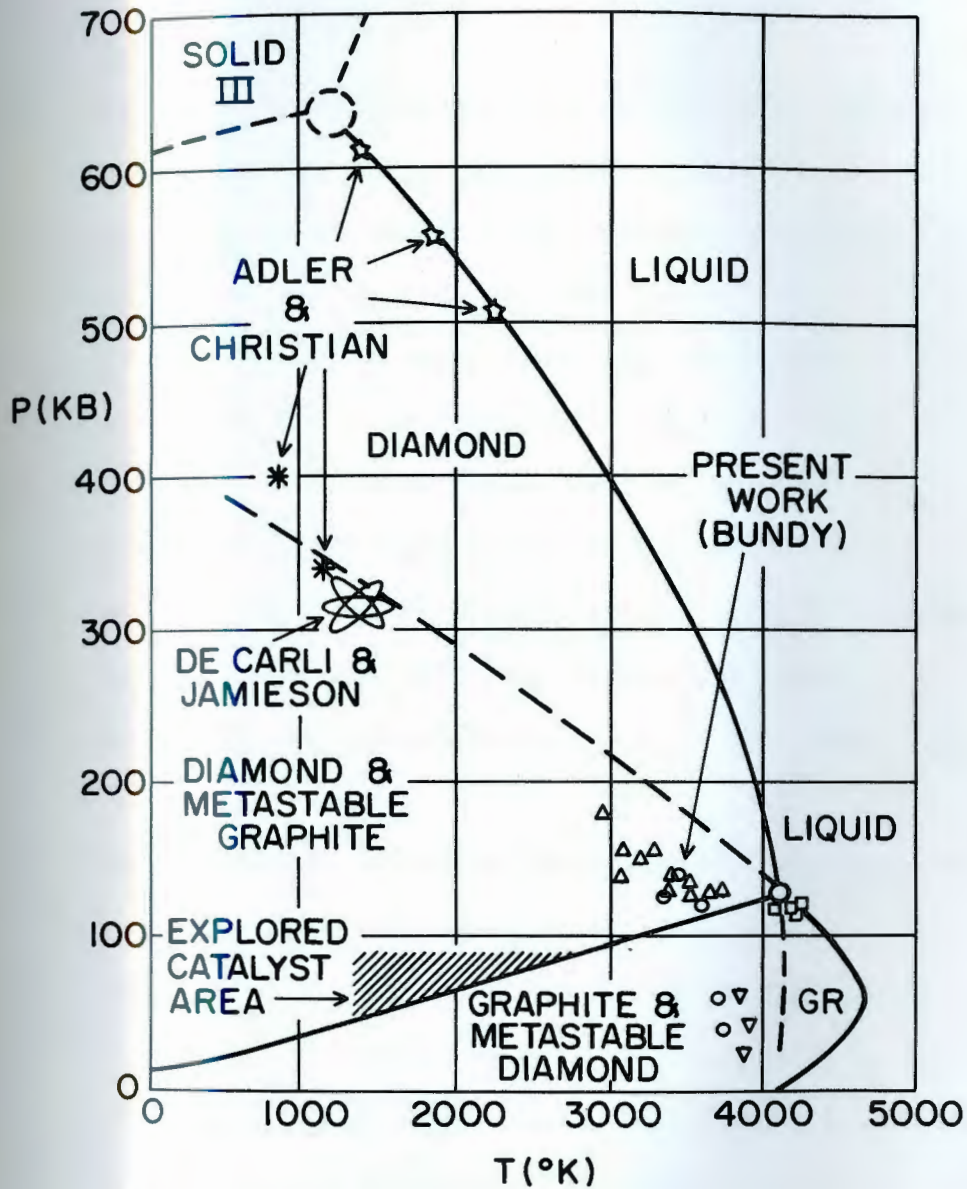 700
SOLID
III
600
ADLER
&
CHRISTIAN
LIQUID
500
P(KB)
DIAMOND
PRESENT
WORK
(BUNDY)
400
300
DE CARLI &
JAMIESON
DIAMOND &
METASTABLE
GRAPHITE
200
LIQUID
100
EXPLORED
CATALYST
AREA
GRAPHITE &
METASTABLE
DIAMOND
GR
0
0 1000 2000 3000 4000 5000
T(°K)